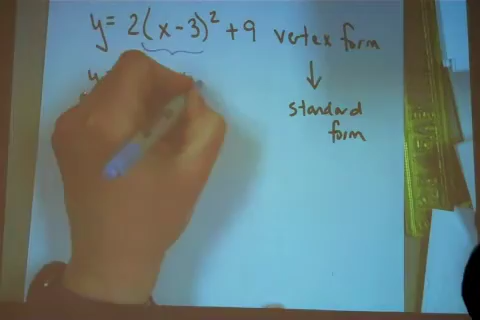 y = 2(x - 3)² + 9 vertex form
↓
standard
form
y